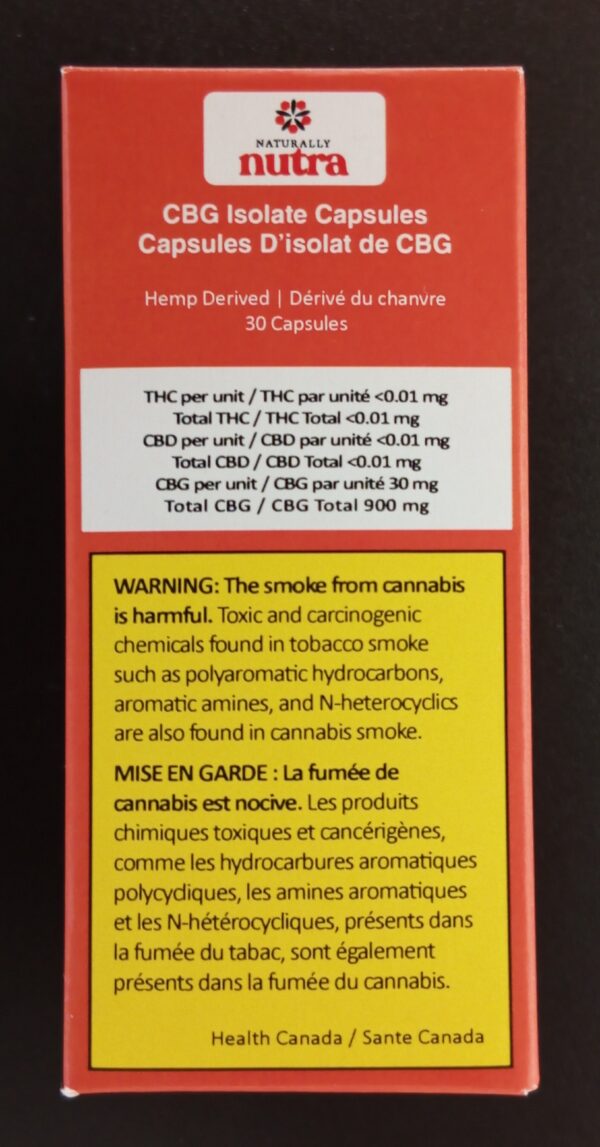 NATURALLY
nutra
CBG Isolate Capsules
Capsules D'isolat de CBG
Hemp Derived | Dérivé du chanvre
30 Capsules
THC per unit / THC par unité <0.01 mg
Total THC / THC Total <0.01 mg
CBD per unit / CBD par unité <0.01 mg
Total CBD / CBD Total <0.01 mg
CBG per unit / CBG par unité 30 mg
Total CBG / CBG Total 900 mg
WARNING: The smoke from cannabis
is harmful. Toxic and carcinogenic
chemicals found in tobacco smoke
such as polyaromatic hydrocarbons,
aromatic amines, and N-heterocyclics
are also found in cannabis smoke.
MISE EN GARDE : La fumée de
cannabis est nocive. Les produits
chimiques toxiques et cancérigènes,
comme les hydrocarbures aromatiques
polycycliques, les amines aromatiques
et les N-hétérocycliques, présents dans
la fumée du tabac, sont également
présents dans la fumée du cannabis.
Health Canada / Sante Canada